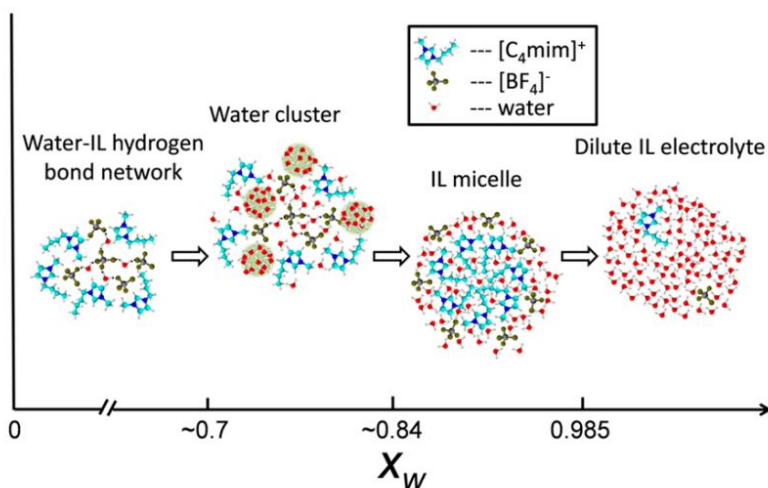 --- [C₄mim]⁺
--- [BF₄]⁻
--- water
Water-IL hydrogen
bond network
Water cluster
IL micelle
Dilute IL electrolyte
0
~0.7
~0.84
0.985
Xw